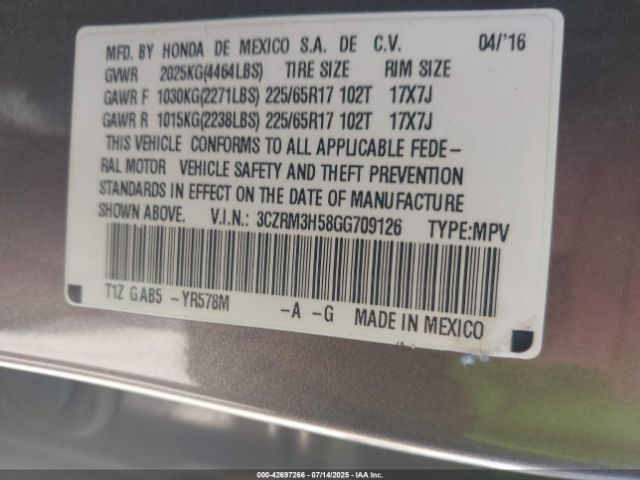 MFD. BY HONDA DE MEXICO S.A. DE C.V. 04/'16
GVWR 2025KG(4464LBS) TIRE SIZE RIM SIZE
GAWR F 1030KG(2271LBS) 225/65R17 102T 17X7J
GAWR R 1015KG(2238LBS) 225/65R17 102T 17X7J
THIS VEHICLE CONFORMS TO ALL APPLICABLE FEDE-
RAL MOTOR VEHICLE SAFETY AND THEFT PREVENTION
STANDARDS IN EFFECT ON THE DATE OF MANUFACTURE
SHOWN ABOVE. V.I.N.: 3CZRM3H58GG709126 TYPE:MPV
T1Z GAB5 -YR578M -A -G MADE IN MEXICO
00-42697266 - 07/14/2025 - IAAI - Copyright IAA, Inc.